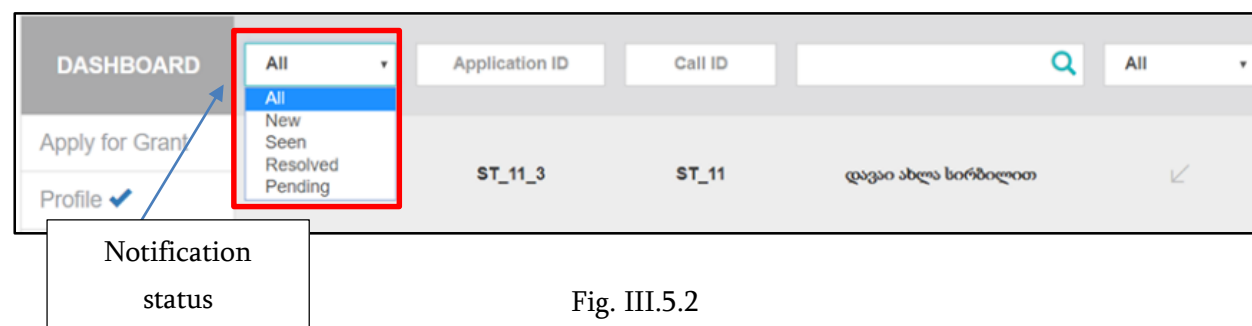 DASHBOARD
All
Application ID
Call ID
All
All
New
Seen
Resolved
Pending
Apply for Grant
Profile
ST_11_3
ST_11
დავაი ახლა სირბილით
Notification
status
Fig. III.5.2